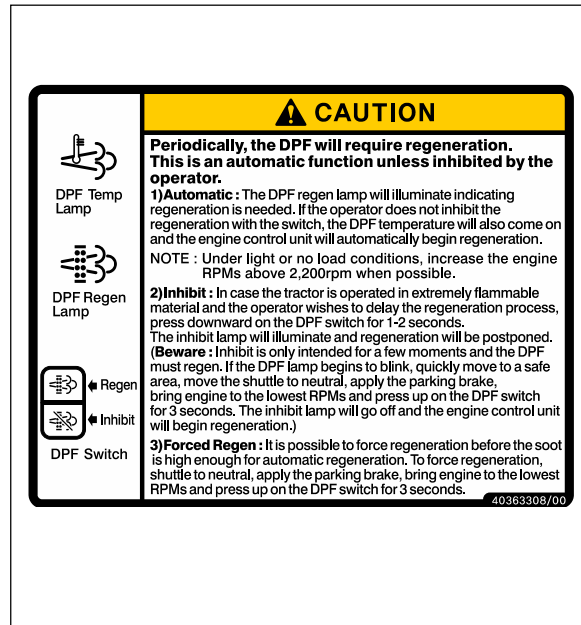 CAUTION
DPF Temp
Lamp
DPF Regen
Lamp
Regen
Inhibit
DPF Switch
Periodically, the DPF will require regeneration.
This is an automatic function unless inhibited by the
operator.
1)Automatic : The DPF regen lamp will illuminate indicating
regeneration is needed. If the operator does not inhibit the
regeneration with the switch, the DPF temperature will also come on
and the engine control unit will automatically begin regeneration.
NOTE : Under light or no load conditions, increase the engine
RPMs above 2,200rpm when possible.
2)Inhibit : In case the tractor is operated in extremely flammable
material and the operator wishes to delay the regeneration process,
press downward on the DPF switch for 1-2 seconds.
The inhibit lamp will illuminate and regeneration will be postponed.
(Beware : Inhibit is only intended for a few moments and the DPF
must regen. If the DPF lamp begins to blink, quickly move to a safe
area, move the shuttle to neutral, apply the parking brake,
bring engine to the lowest RPMs and press up on the DPF switch
for 3 seconds. The inhibit lamp will go off and the engine control unit
will begin regeneration.)
3)Forced Regen : It is possible to force regeneration before the soot
is high enough for automatic regeneration. To force regeneration,
shuttle to neutral, apply the parking brake, bring engine to the lowest
RPMs and press up on the DPF switch for 3 seconds.
40363308/00